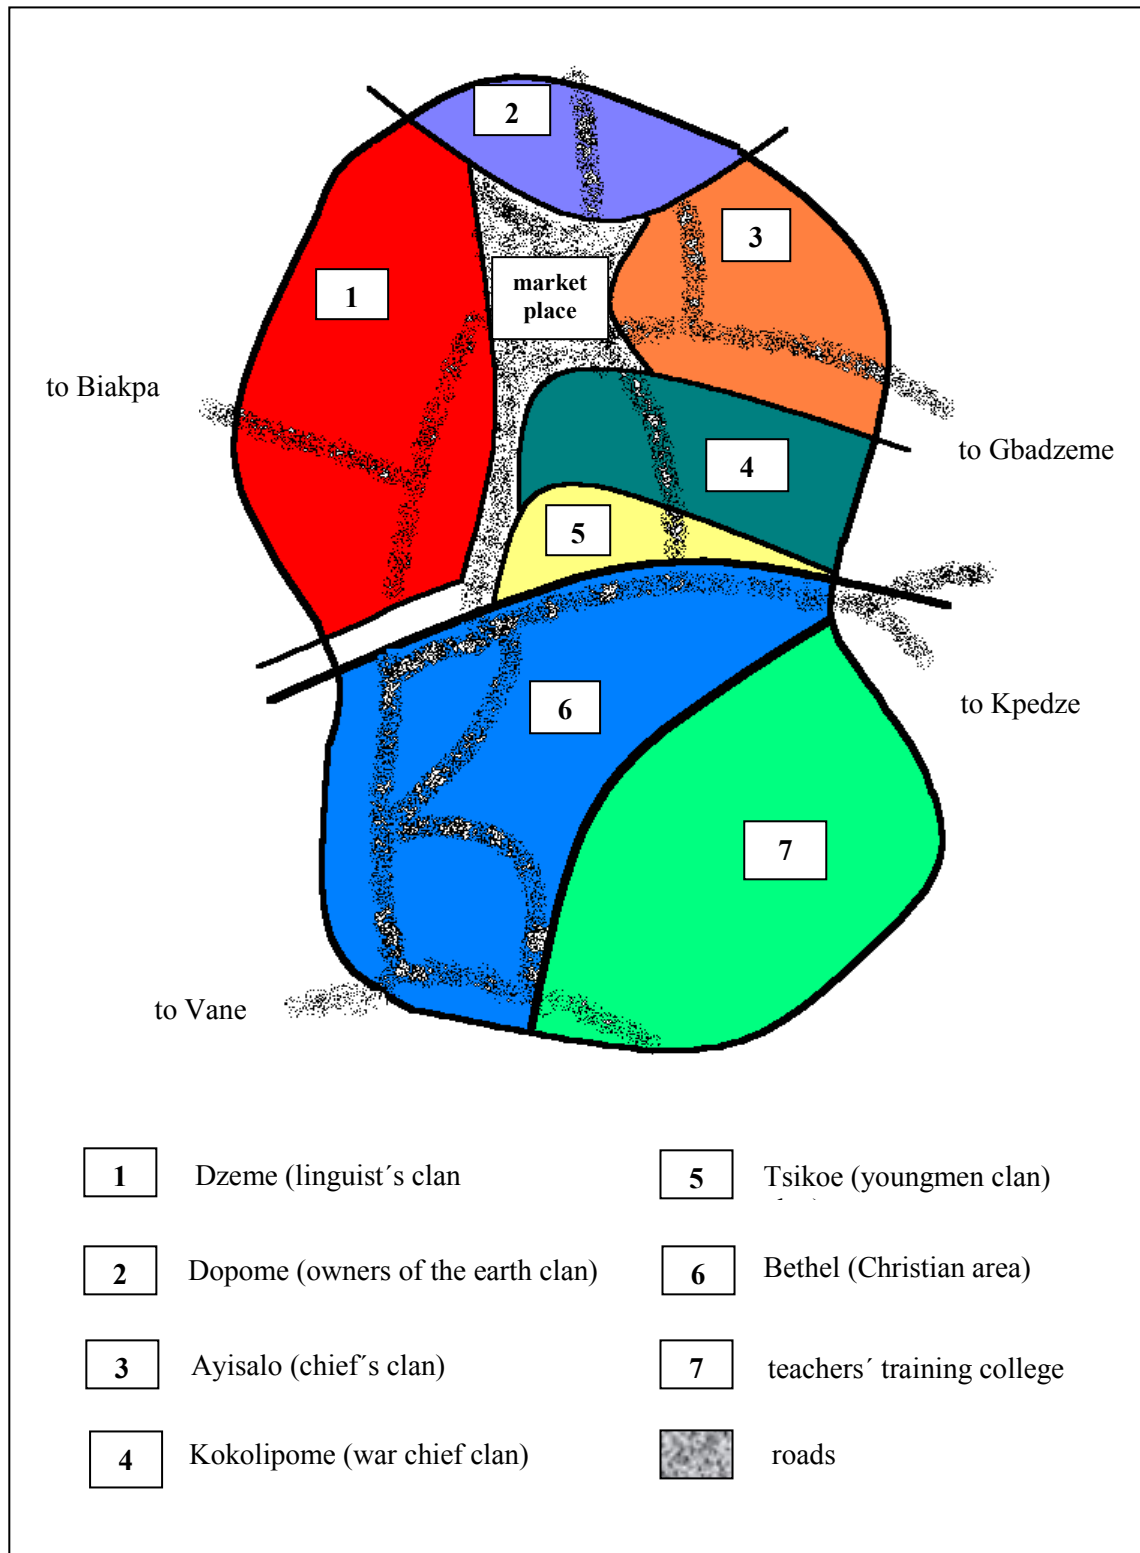 2
3
1
market
place
to Biakpa
to Gbadzeme
4
5
to Kpedze
6
7
to Vane
1 Dzeme (linguist´s clan
5 Tsikoe (youngmen clan)
2 Dopome (owners of the earth clan)
6 Bethel (Christian area)
3 Ayisalo (chief´s clan)
7 teachers´ training college
4 Kokolipome (war chief clan)
roads